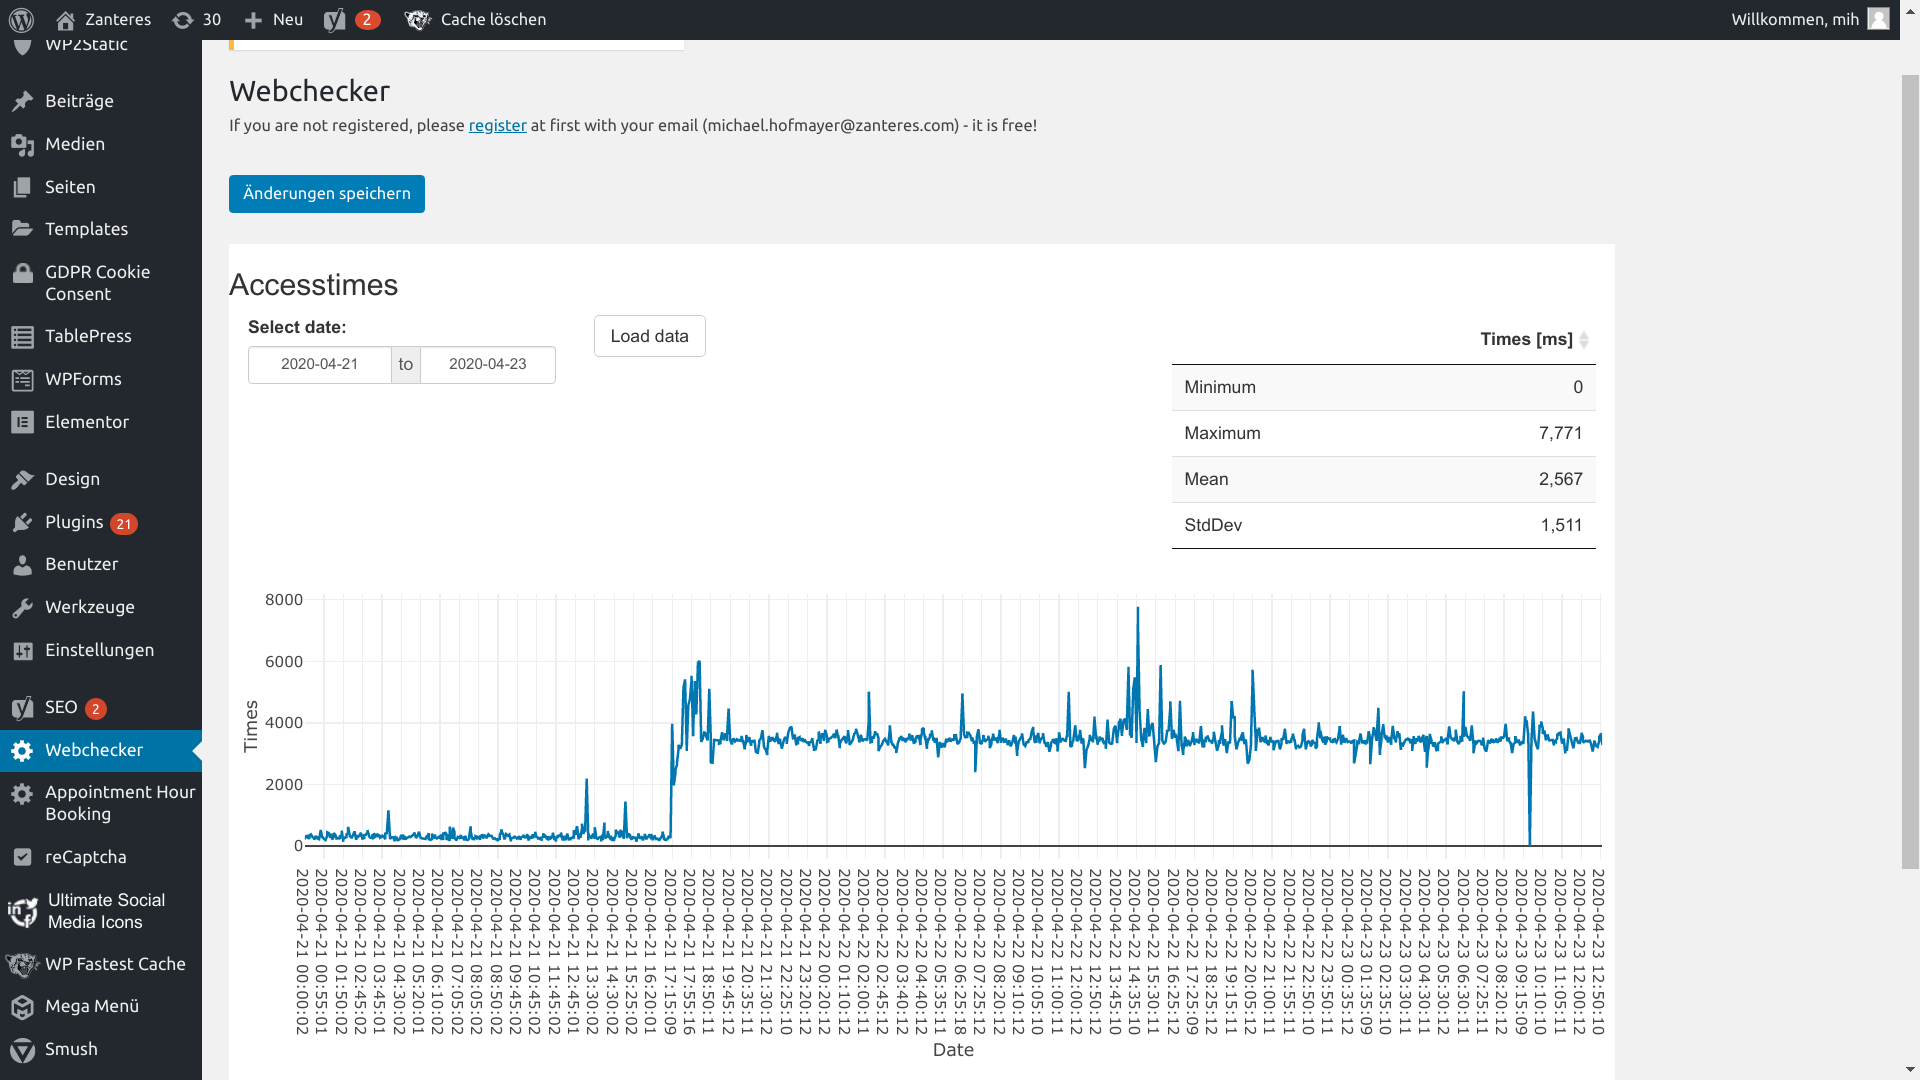 Zanteres
30
Neu
2
Cache löschen
Willkommen, mih
WP2Static
Beiträge
Medien
Seiten
Templates
GDPR Cookie
Consent
TablePress
WPForms
Elementor
Design
Plugins 21
Benutzer
Werkzeuge
Einstellungen
SEO 2
Webchecker
Appointment Hour
Booking
reCaptcha
Ultimate Social
Media Icons
WP Fastest Cache
Mega Menü
Smush
Webchecker
If you are not registered, please register at first with your email (michael.hofmayer@zanteres.com) - it is free!
Änderungen speichern
Accesstimes
Select date:
2020-04-21 to 2020-04-23
Load data
Times [ms]
Minimum 0
Maximum 7,771
Mean 2,567
StdDev 1,511
Times
8000
6000
4000
2000
0
2020-04-21 00:00:02
2020-04-21 00:55:01
2020-04-21 01:50:02
2020-04-21 02:45:02
2020-04-21 03:45:01
2020-04-21 04:30:02
2020-04-21 05:20:01
2020-04-21 06:10:02
2020-04-21 07:05:02
2020-04-21 08:05:02
2020-04-21 08:50:02
2020-04-21 09:45:02
2020-04-21 10:45:02
2020-04-21 11:45:02
2020-04-21 12:45:01
2020-04-21 13:30:02
2020-04-21 14:30:02
2020-04-21 15:25:02
2020-04-21 16:20:01
2020-04-21 17:15:09
2020-04-21 17:55:16
2020-04-21 18:50:11
2020-04-21 19:45:12
2020-04-21 20:35:11
2020-04-21 21:30:12
2020-04-21 22:25:10
2020-04-21 23:20:12
2020-04-22 00:20:12
2020-04-22 01:10:12
2020-04-22 02:00:11
2020-04-22 02:45:12
2020-04-22 03:40:12
2020-04-22 04:40:12
2020-04-22 05:35:11
2020-04-22 06:25:18
2020-04-22 07:25:12
2020-04-22 08:20:12
2020-04-22 09:10:12
2020-04-22 10:05:12
2020-04-22 11:00:11
2020-04-22 12:00:10
2020-04-22 12:50:12
2020-04-22 13:45:10
2020-04-22 14:35:10
2020-04-22 15:30:11
2020-04-22 16:30:12
2020-04-22 17:25:09
2020-04-22 18:25:11
2020-04-22 19:15:11
2020-04-22 20:05:12
2020-04-22 21:00:11
2020-04-22 21:55:11
2020-04-22 22:50:10
2020-04-22 23:50:11
2020-04-23 00:35:12
2020-04-23 01:35:09
2020-04-23 02:35:12
2020-04-23 03:30:11
2020-04-23 04:30:11
2020-04-23 05:30:12
2020-04-23 06:30:11
2020-04-23 07:25:11
2020-04-23 08:20:12
2020-04-23 09:15:09
2020-04-23 10:10:10
2020-04-23 11:05:11
2020-04-23 12:00:12
2020-04-23 12:50:10
Date